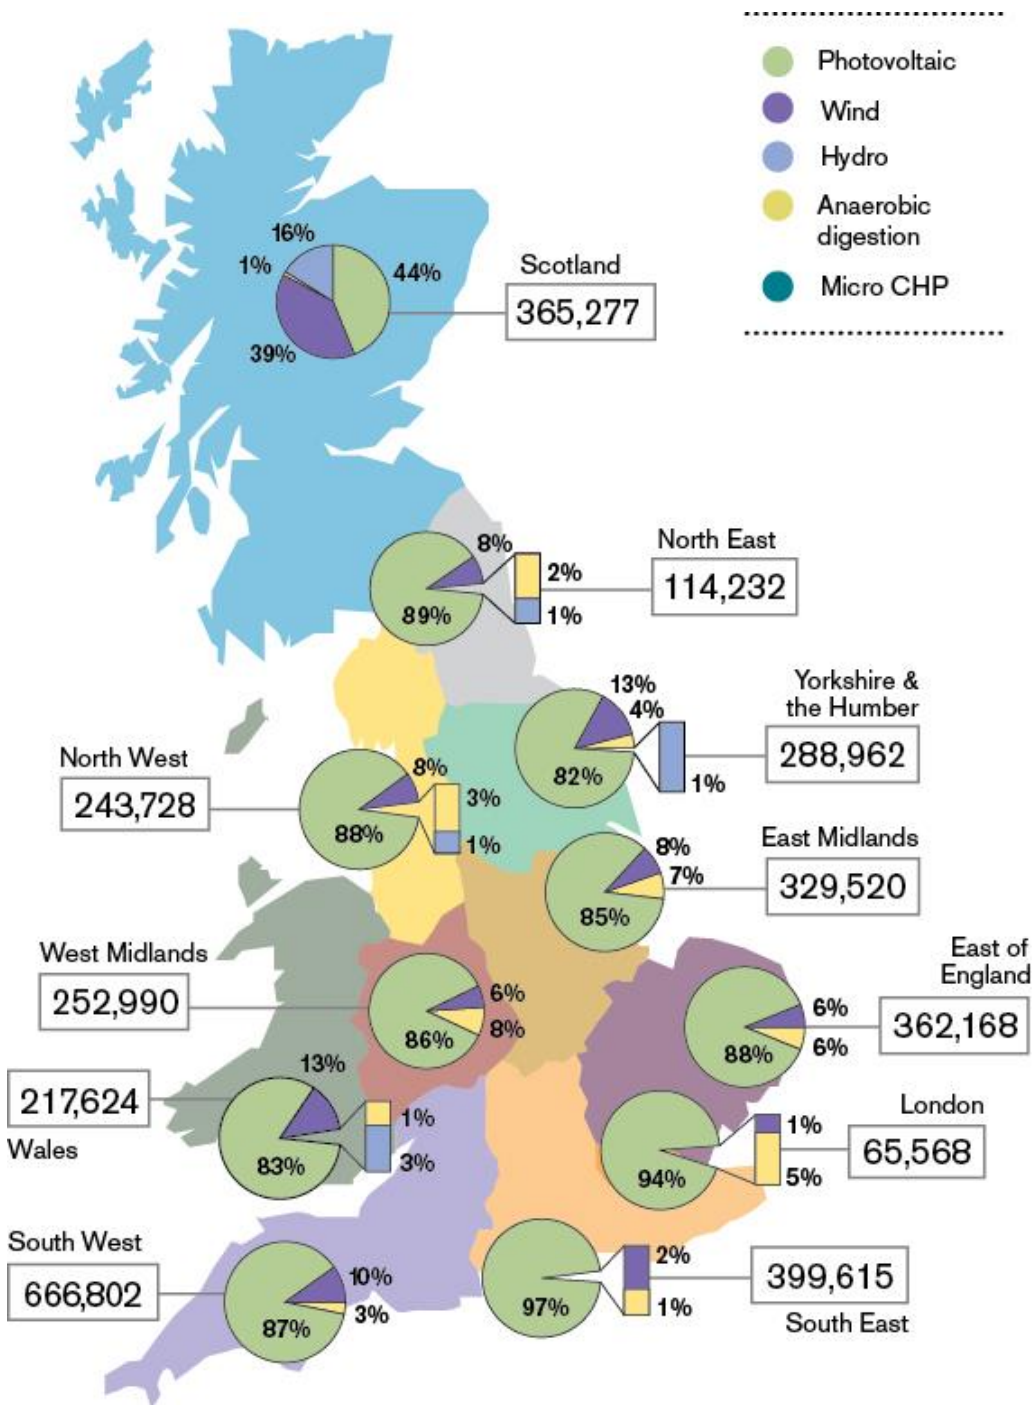 Photovoltaic
Wind
Hydro
Anaerobic
digestion
Micro CHP
16%
1%
44%
39%
Scotland
365,277
8%
2%
89%
1%
North East
114,232
13%
4%
82%
1%
Yorkshire &
the Humber
288,962
North West
243,728
8%
3%
88%
1%
8%
7%
85%
East Midlands
329,520
West Midlands
252,990
6%
8%
86%
East of
England
362,168
6%
6%
88%
217,624
Wales
13%
1%
83%
3%
London
65,568
1%
94%
5%
South West
666,802
10%
3%
87%
2%
97%
1%
399,615
South East